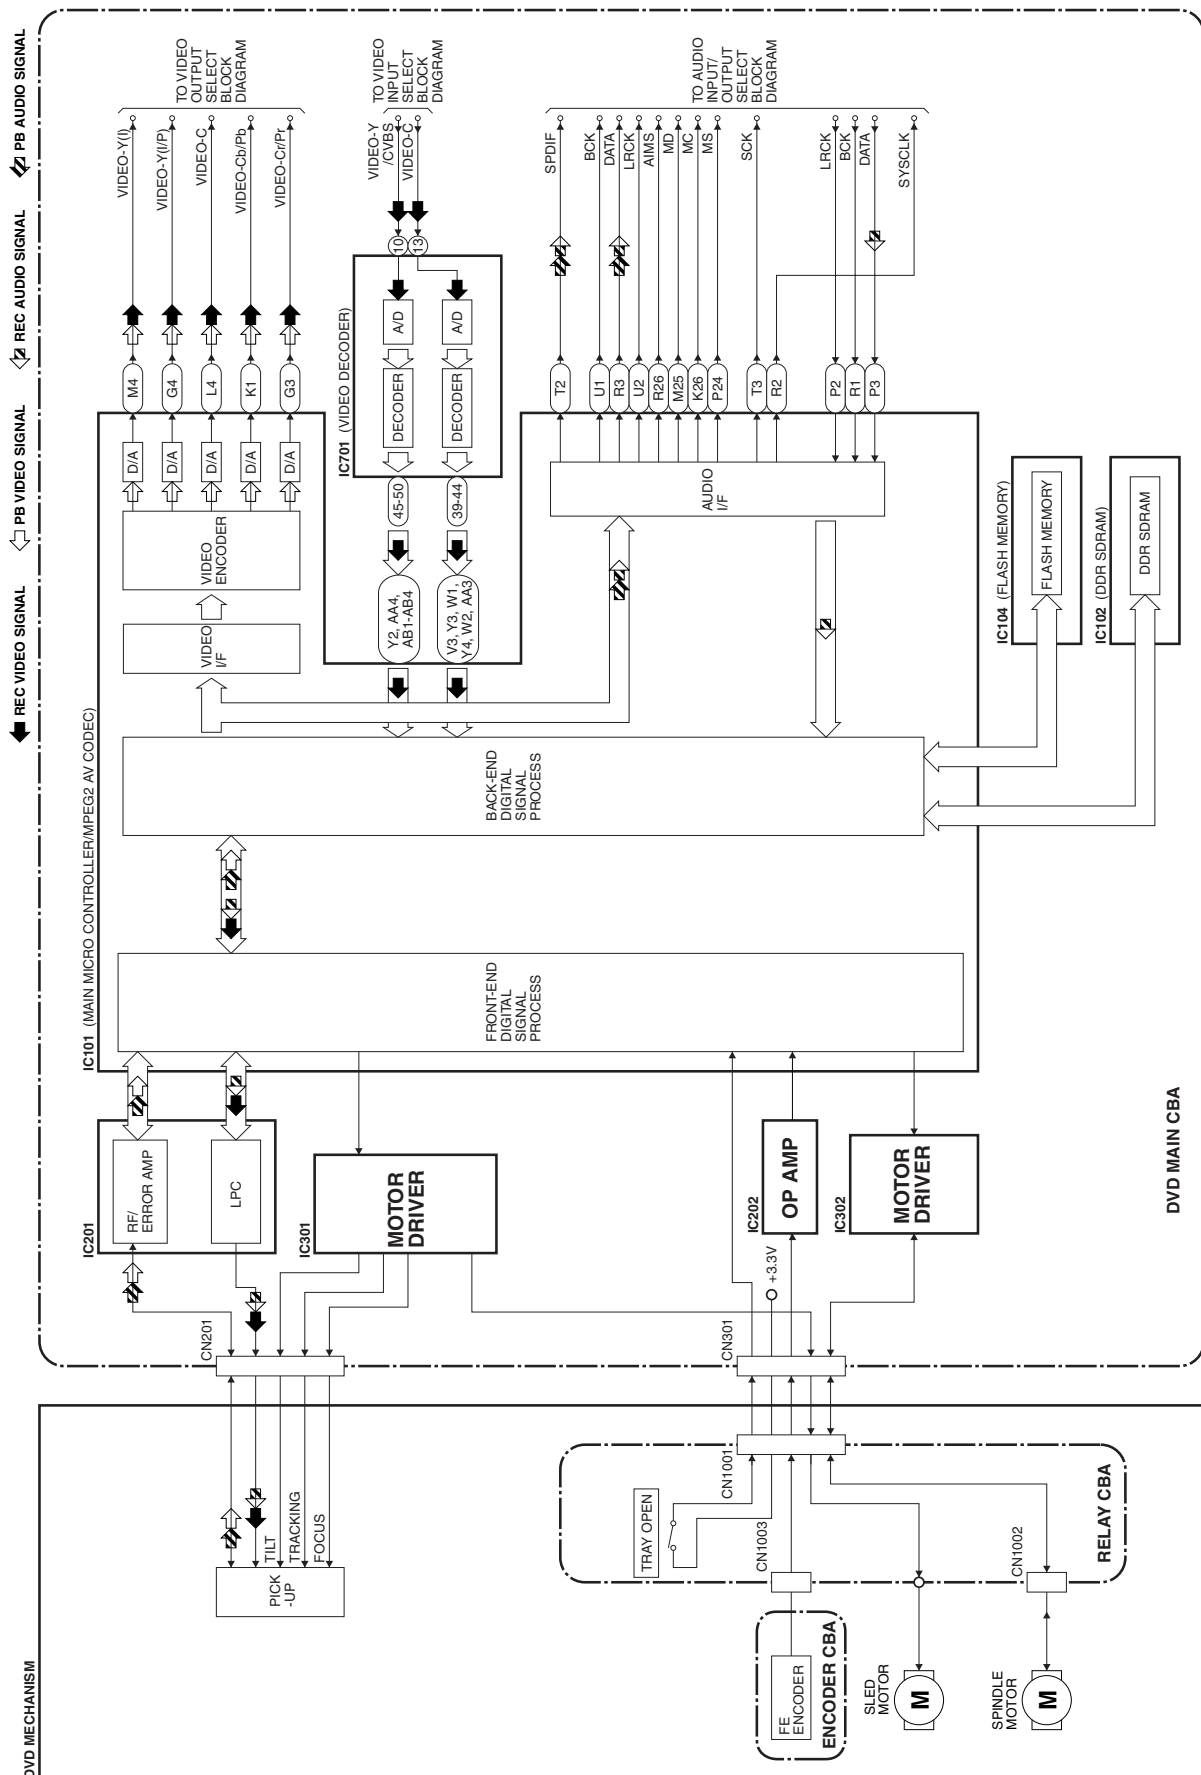 REC VIDEO SIGNAL
PB VIDEO SIGNAL
REC AUDIO SIGNAL
PB AUDIO SIGNAL
DVD MECHANISM
PICK
-UP
TILT
TRACKING
FOCUS
TRAY OPEN
CN1001
CN1003
CN1002
RELAY CBA
FE
ENCODER
ENCODER CBA
SLED
MOTOR
M
SPINDLE
MOTOR
M
DVD MAIN CBA
CN201
CN301
+3.3V
IC201
RF/
ERROR AMP
LPC
IC301
MOTOR
DRIVER
IC202
OP AMP
IC302
MOTOR
DRIVER
IC101 (MAIN MICRO CONTROLLER/MPEG2 AV CODEC)
FRONT-END
DIGITAL
SIGNAL
PROCESS
BACK-END
DIGITAL
SIGNAL
PROCESS
VIDEO
I/F
VIDEO
ENCODER
D/A
D/A
D/A
D/A
D/A
M4
G4
L4
K1
G3
VIDEO-Y(I)
VIDEO-Y(I/P)
VIDEO-C
VIDEO-Cb/Pb
VIDEO-Cr/Pr
TO VIDEO
OUTPUT
SELECT
BLOCK
DIAGRAM
Y2, AA4,
AB1-AB4
V3, Y3, W1,
Y4, W2, AA3
45-50
39-44
IC701 (VIDEO DECODER)
DECODER
DECODER
A/D
A/D
10
13
VIDEO-Y
/CVBS
VIDEO-C
TO VIDEO
INPUT
SELECT
BLOCK
DIAGRAM
AUDIO
I/F
T2
U1
R3
U2
R26
M25
K26
P24
T3
R2
P2
R1
P3
SPDIF
BCK
DATA
LRCK
AIMS
MD
MC
MS
SCK
LRCK
BCK
DATA
SYSCLK
TO AUDIO
INPUT/
OUTPUT
SELECT
BLOCK
DIAGRAM
IC104 (FLASH MEMORY)
FLASH MEMORY
IC102 (DDR SDRAM)
DDR SDRAM